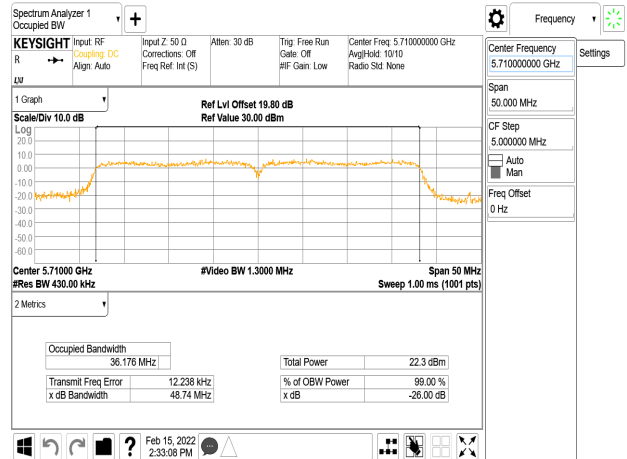 Spectrum Analyzer 1
Occupied BW
Frequency
KEYSIGHT
R
Input: RF
Coupling: DC
Align: Auto
Input Z: 50 Ω
Corrections: Off
Freq Ref: Int (S)
Atten: 30 dB
Trig: Free Run
Gate: Off
#IF Gain: Low
Center Freq: 5.710000000 GHz
Avg|Hold: 10/10
Radio Std: None
Center Frequency
5.710000000 GHz
Settings
Span
50.000 MHz
CF Step
5.000000 MHz
Auto
Man
Freq Offset
0 Hz
1 Graph
Scale/Div 10.0 dB
Ref Lvl Offset 19.80 dB
Ref Value 30.00 dBm
Log
20.0
10.0
0.00
-10.0
-20.0
-30.0
-40.0
-50.0
-60.0
Center 5.71000 GHz
#Video BW 1.3000 MHz
Span 50 MHz
#Res BW 430.00 kHz
Sweep 1.00 ms (1001 pts)
2 Metrics
Occupied Bandwidth
36.176 MHz
Total Power 22.3 dBm
Transmit Freq Error 12.238 kHz
% of OBW Power 99.00 %
x dB Bandwidth 48.74 MHz
x dB -26.00 dB
?
Feb 15, 2022
2:33:08 PM